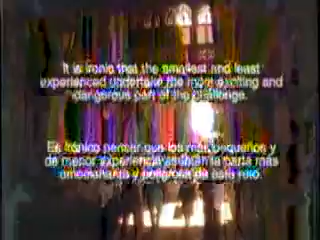 It is ironic that the smallest and least
experienced undertake the most exciting and
dangerous part of the challenge.
Es irónico pensar que los más pequeños y
de menor experiencia asumen la parte más
emocionante y peligrosa de este reto.